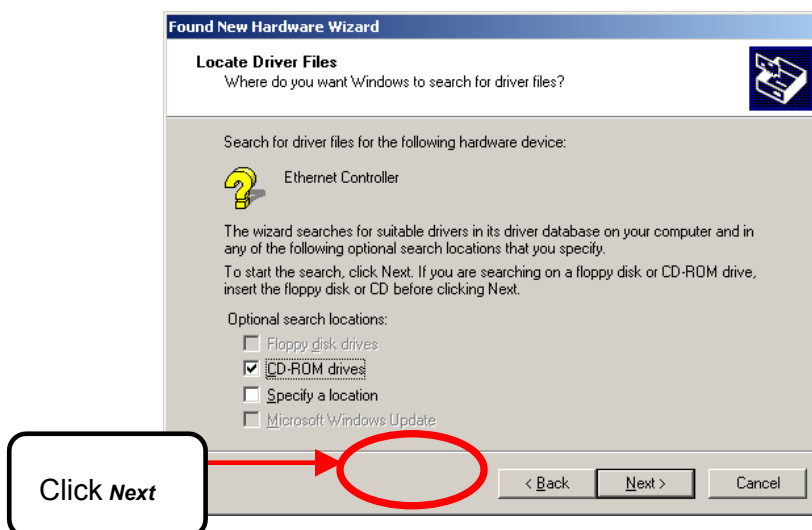 Found New Hardware Wizard
Locate Driver Files
Where do you want Windows to search for driver files?
Search for driver files for the following hardware device:
Ethernet Controller
The wizard searches for suitable drivers in its driver database on your computer and in
any of the following optional search locations that you specify.
To start the search, click Next. If you are searching on a floppy disk or CD-ROM drive,
insert the floppy disk or CD before clicking Next.
Optional search locations:
Floppy disk drives
CD-ROM drives
Specify a location
Microsoft Windows Update
Click Next
< Back Next > Cancel